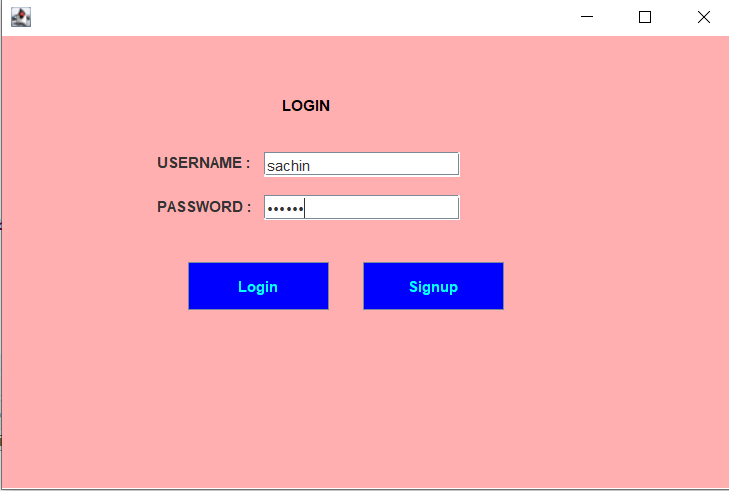 LOGIN
USERNAME : sachin
PASSWORD : ••••••
Login Signup